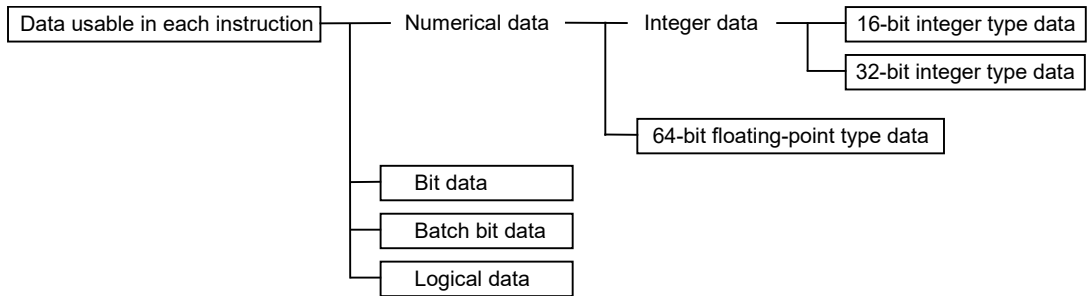 Data usable in each instruction
Numerical data
Integer data
16-bit integer type data
32-bit integer type data
64-bit floating-point type data
Bit data
Batch bit data
Logical data